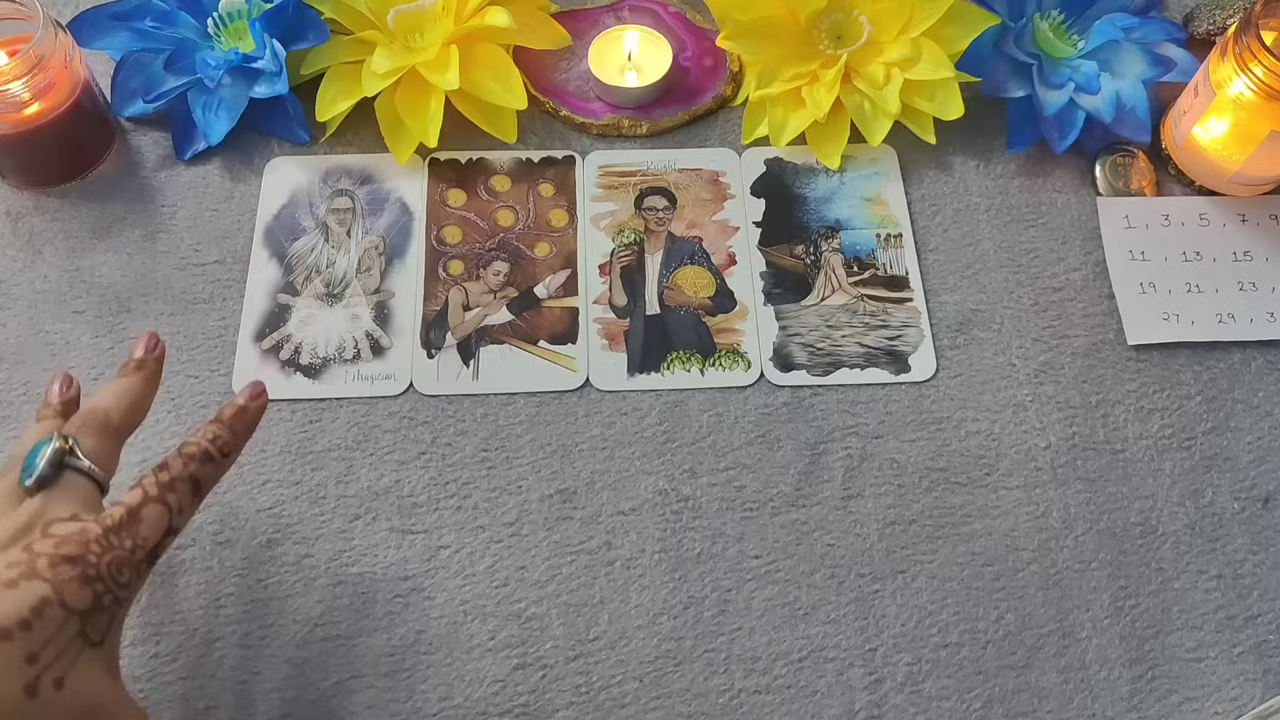 8
Knight
I Magician
1, 3, 5, 7, 9
11, 13, 15,
19, 21, 23,
27, 29, 3